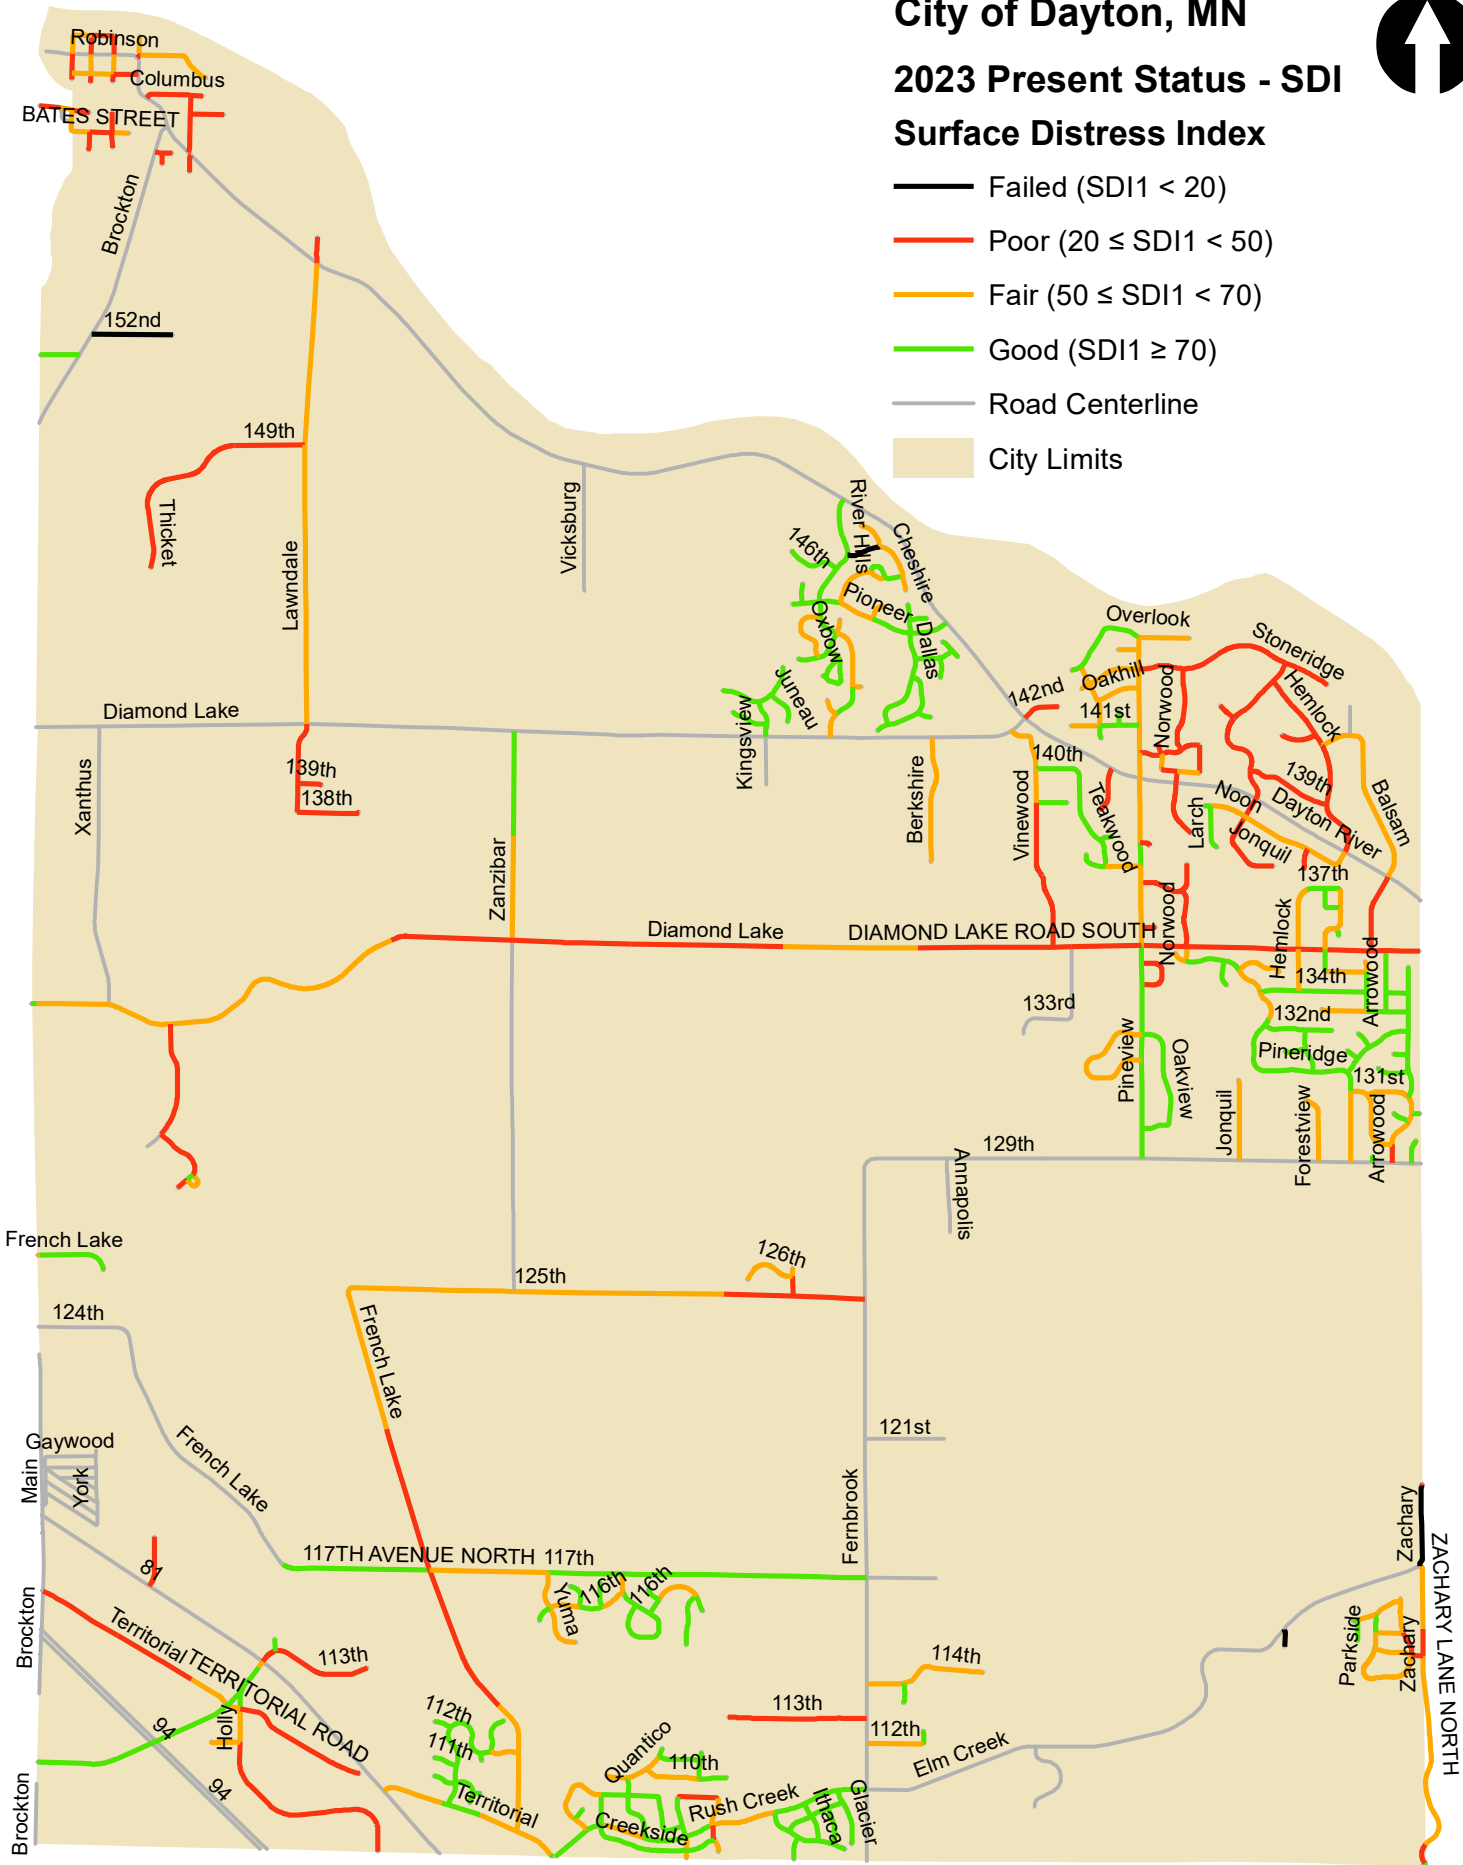 City of Dayton, MN
2023 Present Status - SDI
Surface Distress Index
Failed (SDI1 < 20)
Poor (20 ≤ SDI1 < 50)
Fair (50 ≤ SDI1 < 70)
Good (SDI1 ≥ 70)
Road Centerline
City Limits
Robinson
Columbus
BATES STREET
Brockton
152nd
149th
Thicket
Lawndale
Vicksburg
River Hills
Cheshire
146th
Pioneer
Oxbow
Dallas
Juneau
Kingsview
Overlook
Stoneridge
Oakhill
Norwood
Hemlock
142nd
141st
Diamond Lake
139th
138th
Xanthus
Zanzibar
Berkshire
Vinewood
140th
Teakwood
Larch
Noon
139th
Dayton River
Balsam
Jonquil
137th
Diamond Lake
DIAMOND LAKE ROAD SOUTH
Norwood
Hemlock
134th
Arrowood
133rd
132nd
Pineview
Oakview
Pineridge
131st
Jonquil
Forestview
Arrowood
129th
Annapolis
French Lake
126th
125th
124th
French Lake
121st
Gaywood
Main
York
French Lake
Fernbrook
Zachary
117TH AVENUE NORTH
117th
81
Yuma
116th
116th
ZACHARY LANE NORTH
Brockton
Territorial
TERRITORIAL ROAD
113th
Parkside
Zachary
114th
113th
112th
Holly
94
112th
111th
Quantico
110th
Elm Creek
94
Brockton
Territorial
Creekside
Rush Creek
Ithaca
Glacier